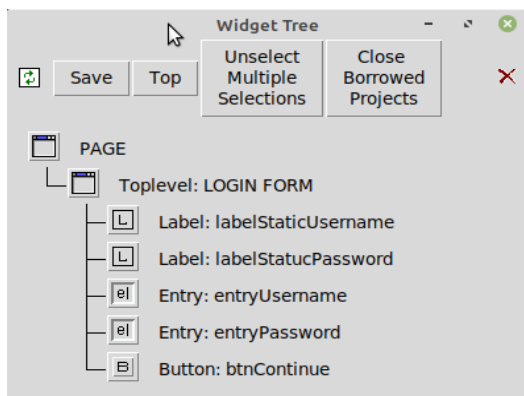 Widget Tree
Save
Top
Unselect
Multiple
Selections
Close
Borrowed
Projects
PAGE
Toplevel: LOGIN FORM
L Label: labelStaticUsername
L Label: labelStatucPassword
el Entry: entryUsername
el Entry: entryPassword
B Button: btnContinue